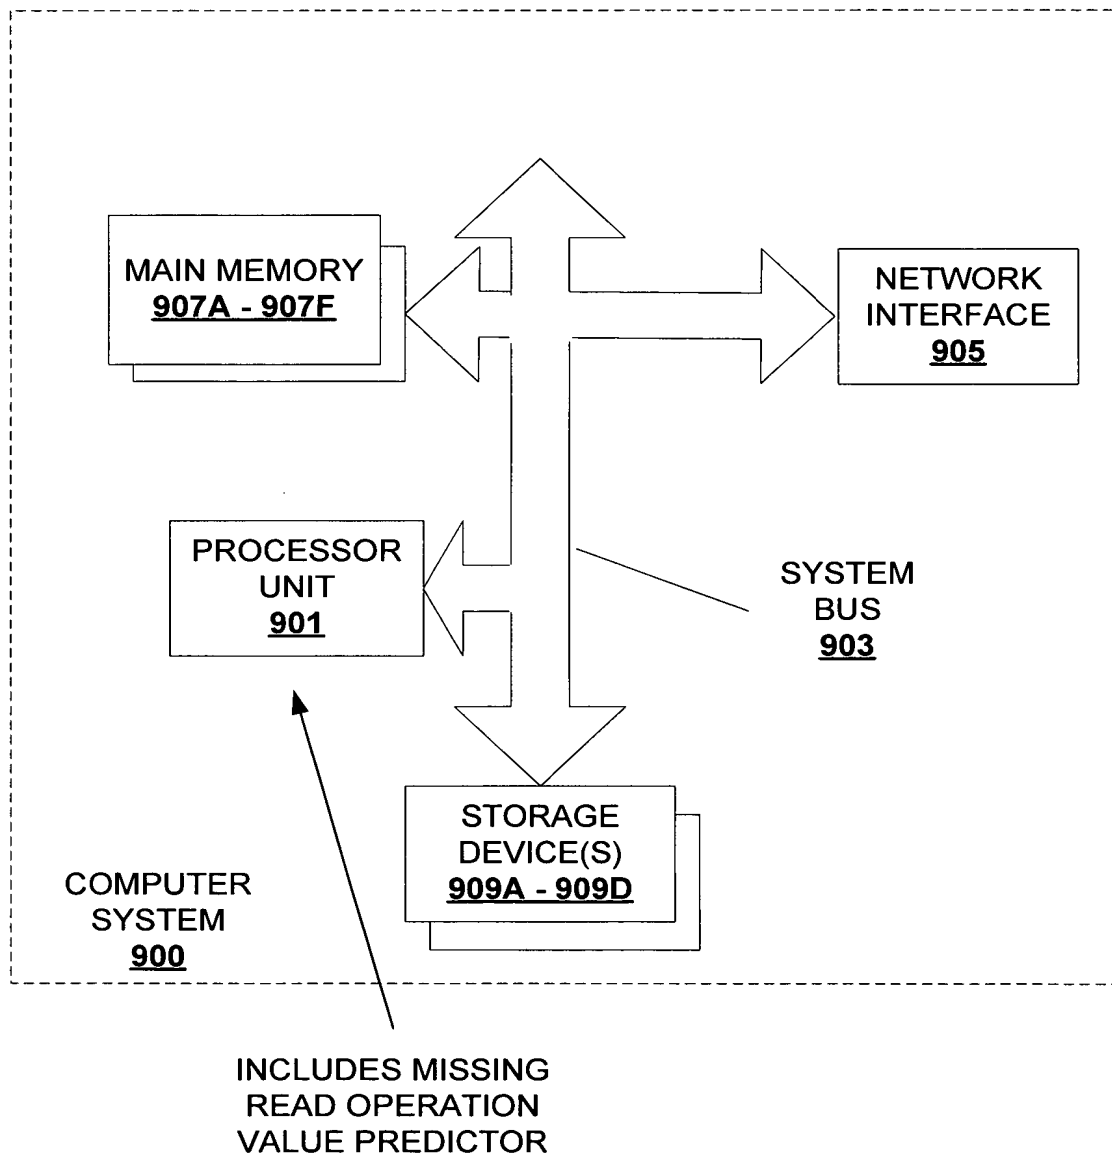 MAIN MEMORY
907A - 907F
NETWORK
INTERFACE
905
PROCESSOR
UNIT
901
SYSTEM
BUS
903
STORAGE
DEVICE(S)
909A - 909D
COMPUTER
SYSTEM
900
INCLUDES MISSING
READ OPERATION
VALUE PREDICTOR